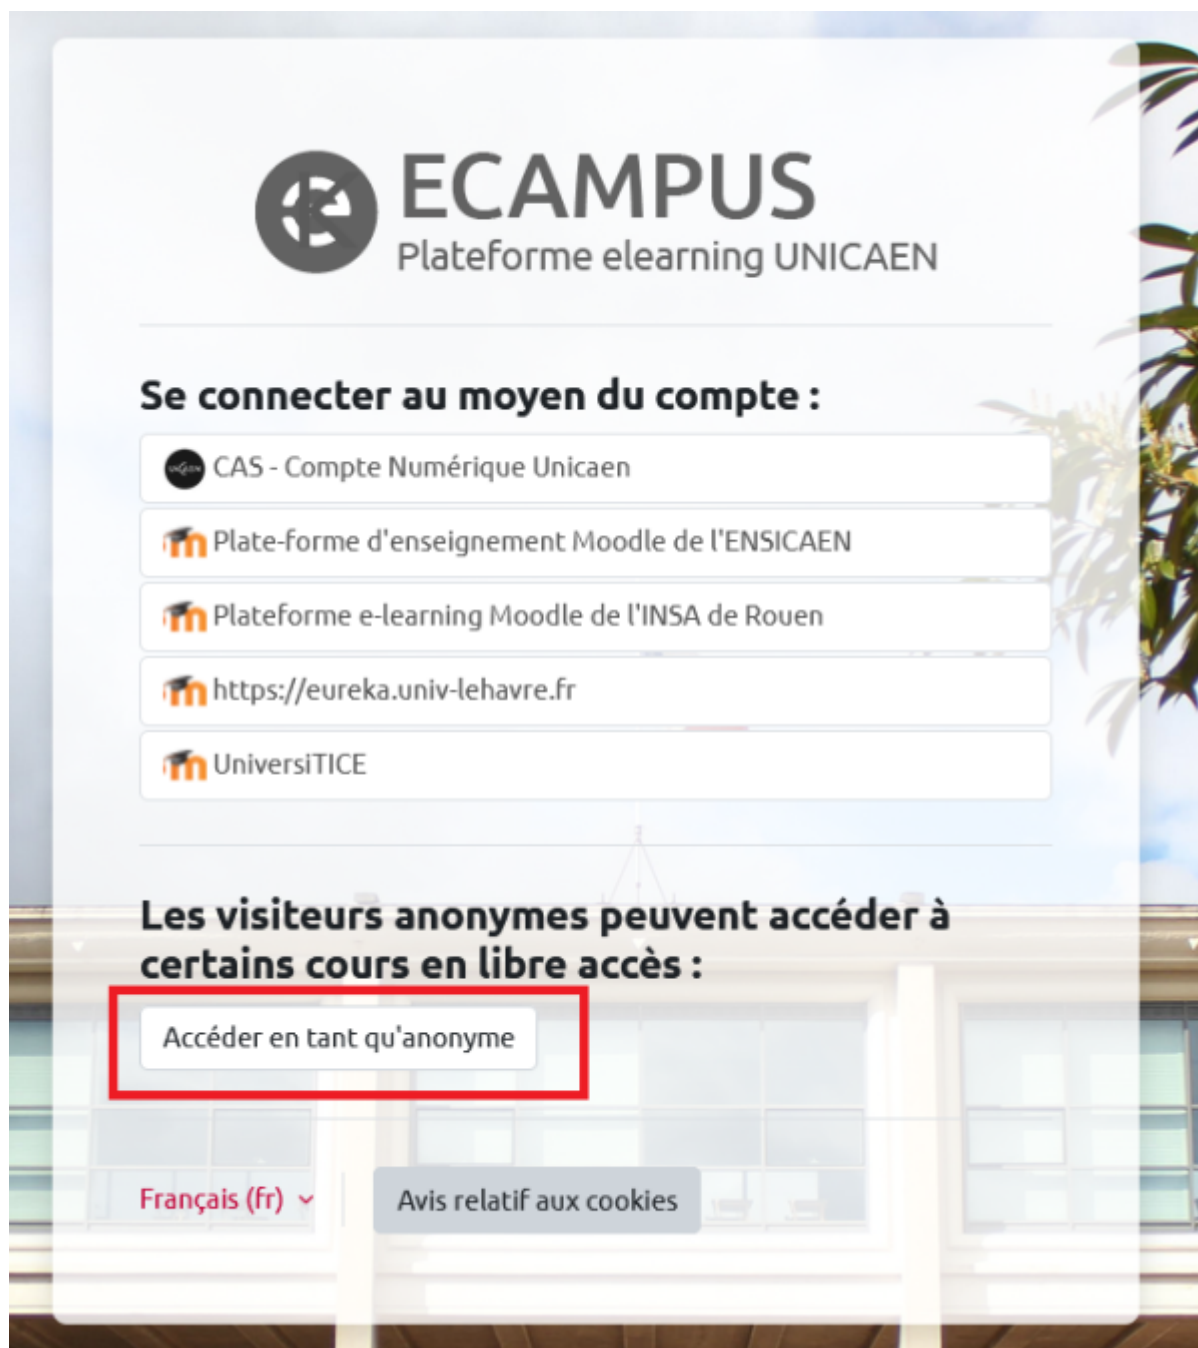 ECAMPUS
Plateforme elearning UNICAEN
Se connecter au moyen du compte :
CAS - Compte Numérique Unicaen
Plate-forme d'enseignement Moodle de l'ENSICAEN
Plateforme e-learning Moodle de l'INSA de Rouen
https://eureka.univ-lehavre.fr
UniversiTICE
Les visiteurs anonymes peuvent accéder à
certains cours en libre accès :
Accéder en tant qu'anonyme
Français (fr)
Avis relatif aux cookies